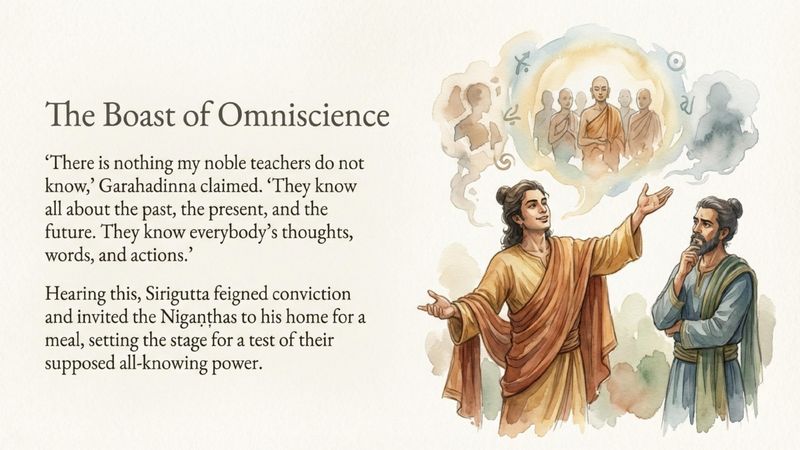 The Boast of Omniscience
‘There is nothing my noble teachers do not
know,’ Garahadinna claimed. ‘They know
all about the past, the present, and the
future. They know everybody’s thoughts,
words, and actions.’
Hearing this, Sirigutta feigned conviction
and invited the Nigaṇṭhas to his home for a
meal, setting the stage for a test of their
supposed all-knowing power.